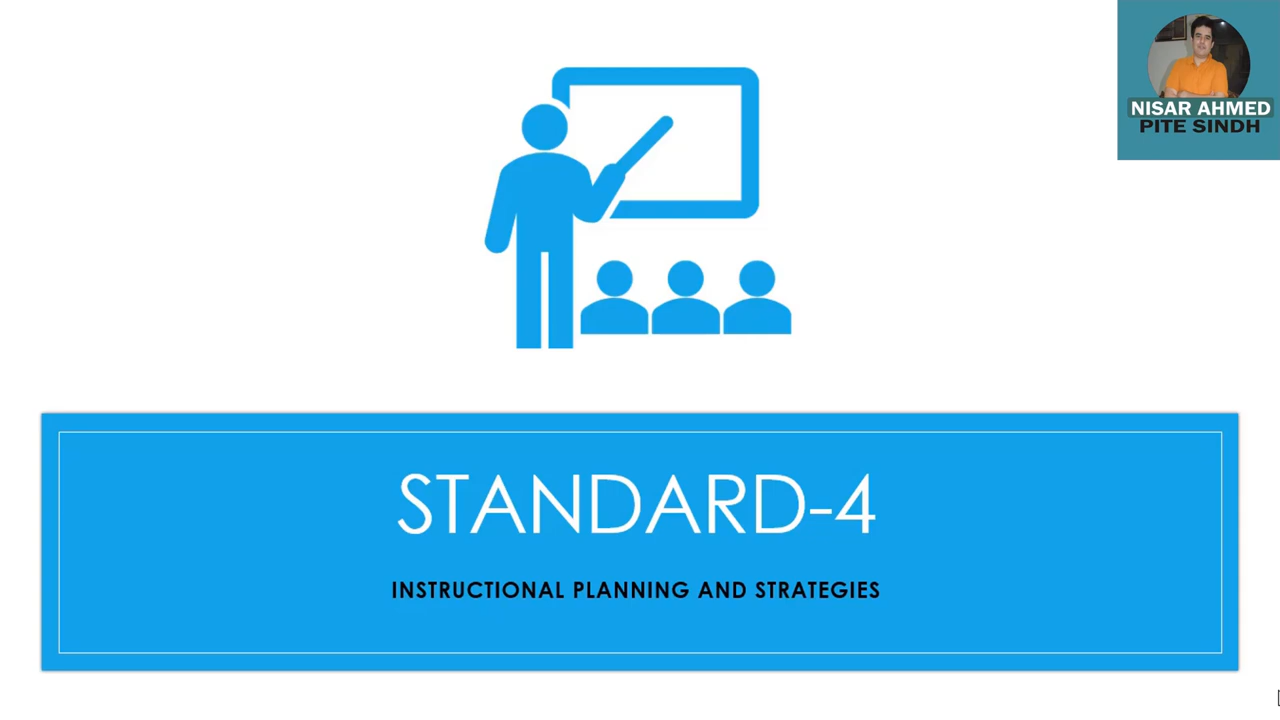 NISAR AHMED
PITE SINDH
STANDARD-4
INSTRUCTIONAL PLANNING AND STRATEGIES